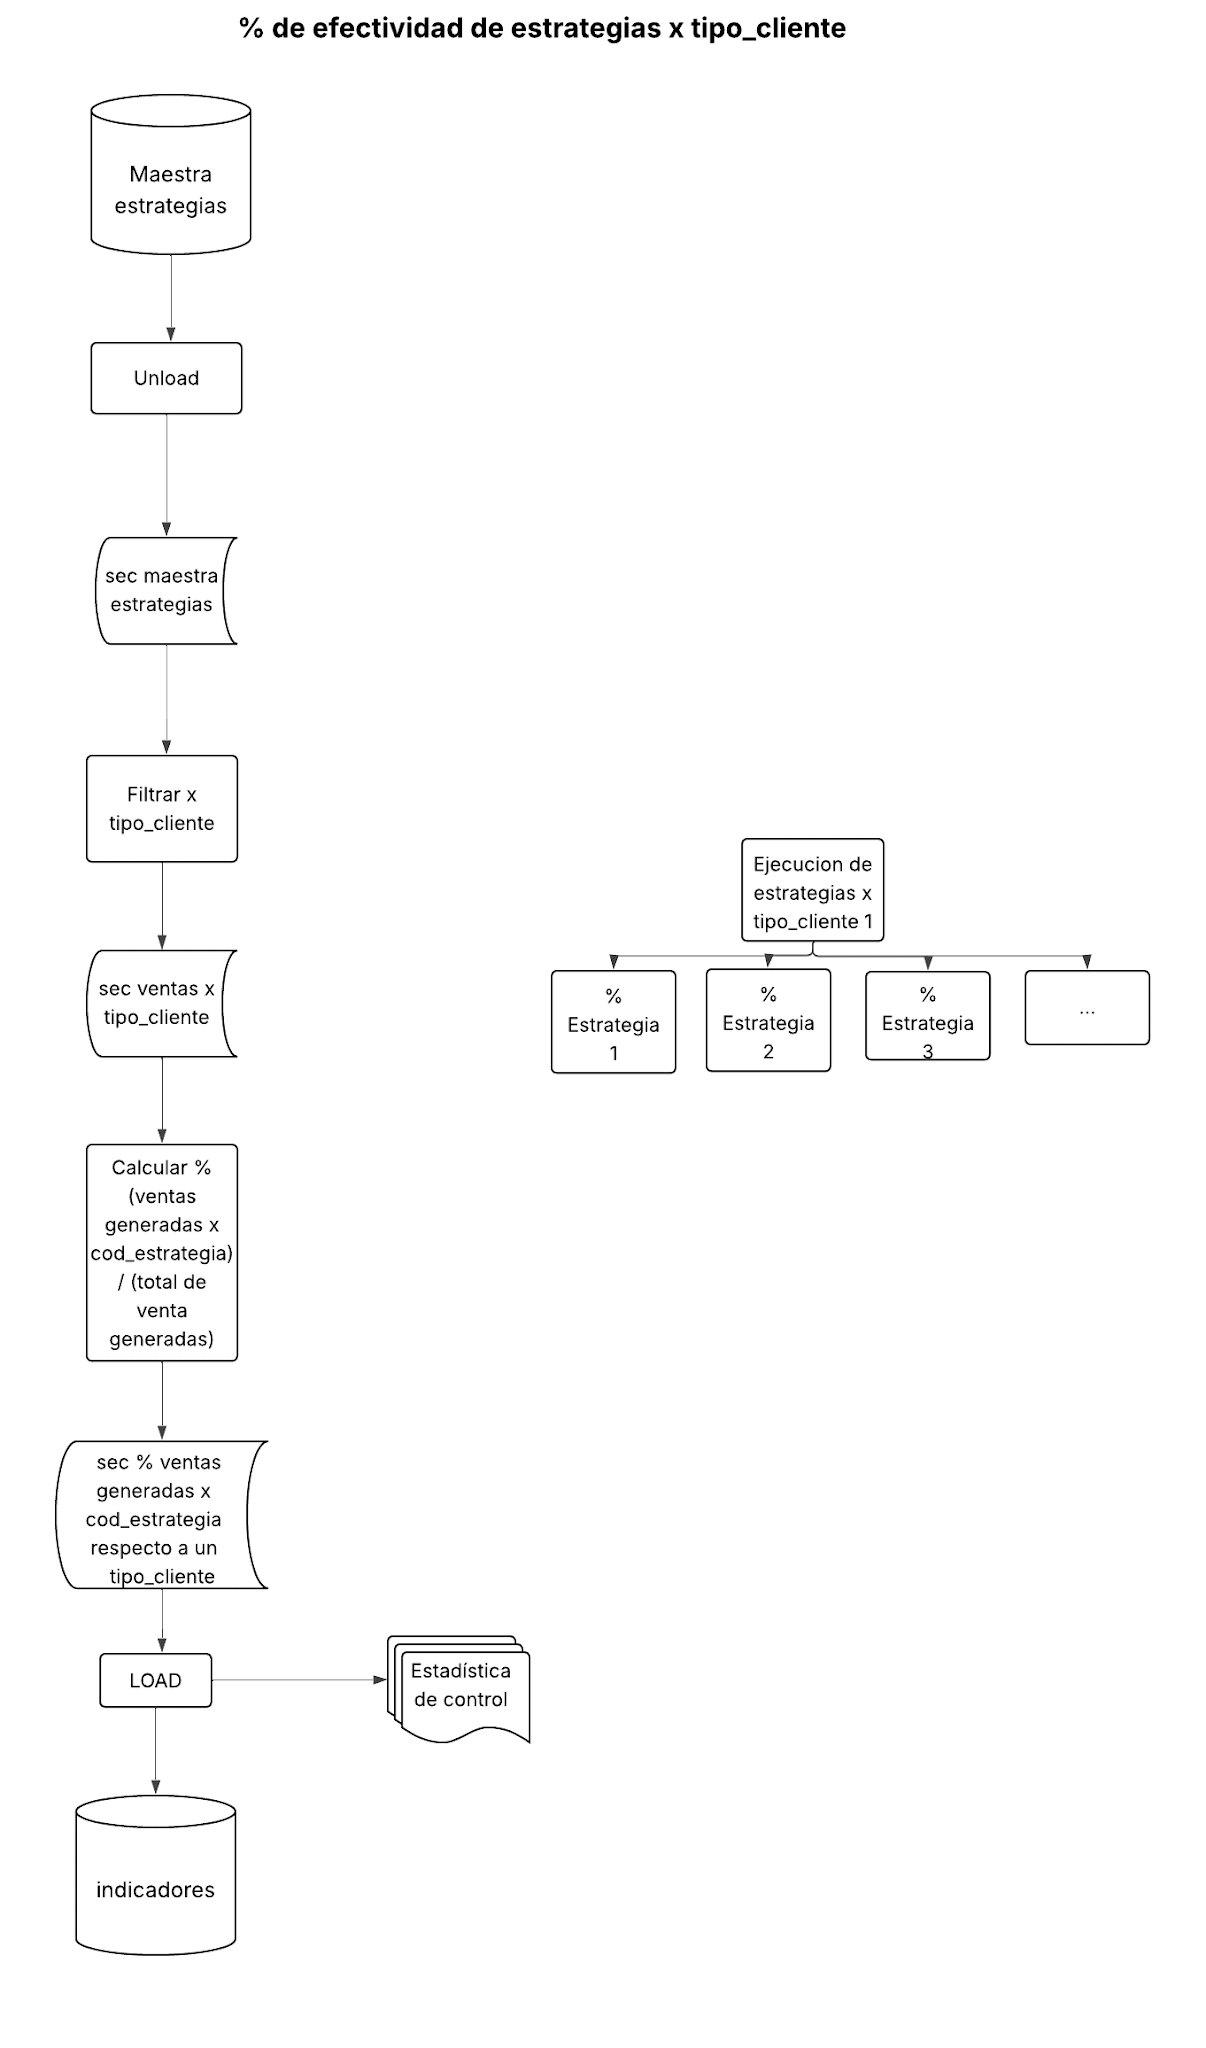 % de efectividad de estrategias x tipo_cliente
Maestra
estrategias
Unload
sec maestra
estrategias
Filtrar x
tipo_cliente
sec ventas x
tipo_cliente
Calcular %
(ventas
generadas x
cod_estrategia)
/ (total de
venta
generadas)
sec % ventas
generadas x
cod_estrategia
respecto a un
tipo_cliente
LOAD
Estadística
de control
indicadores
Ejecucion de
estrategias x
tipo_cliente 1
%
Estrategia
1
%
Estrategia
2
%
Estrategia
3
...